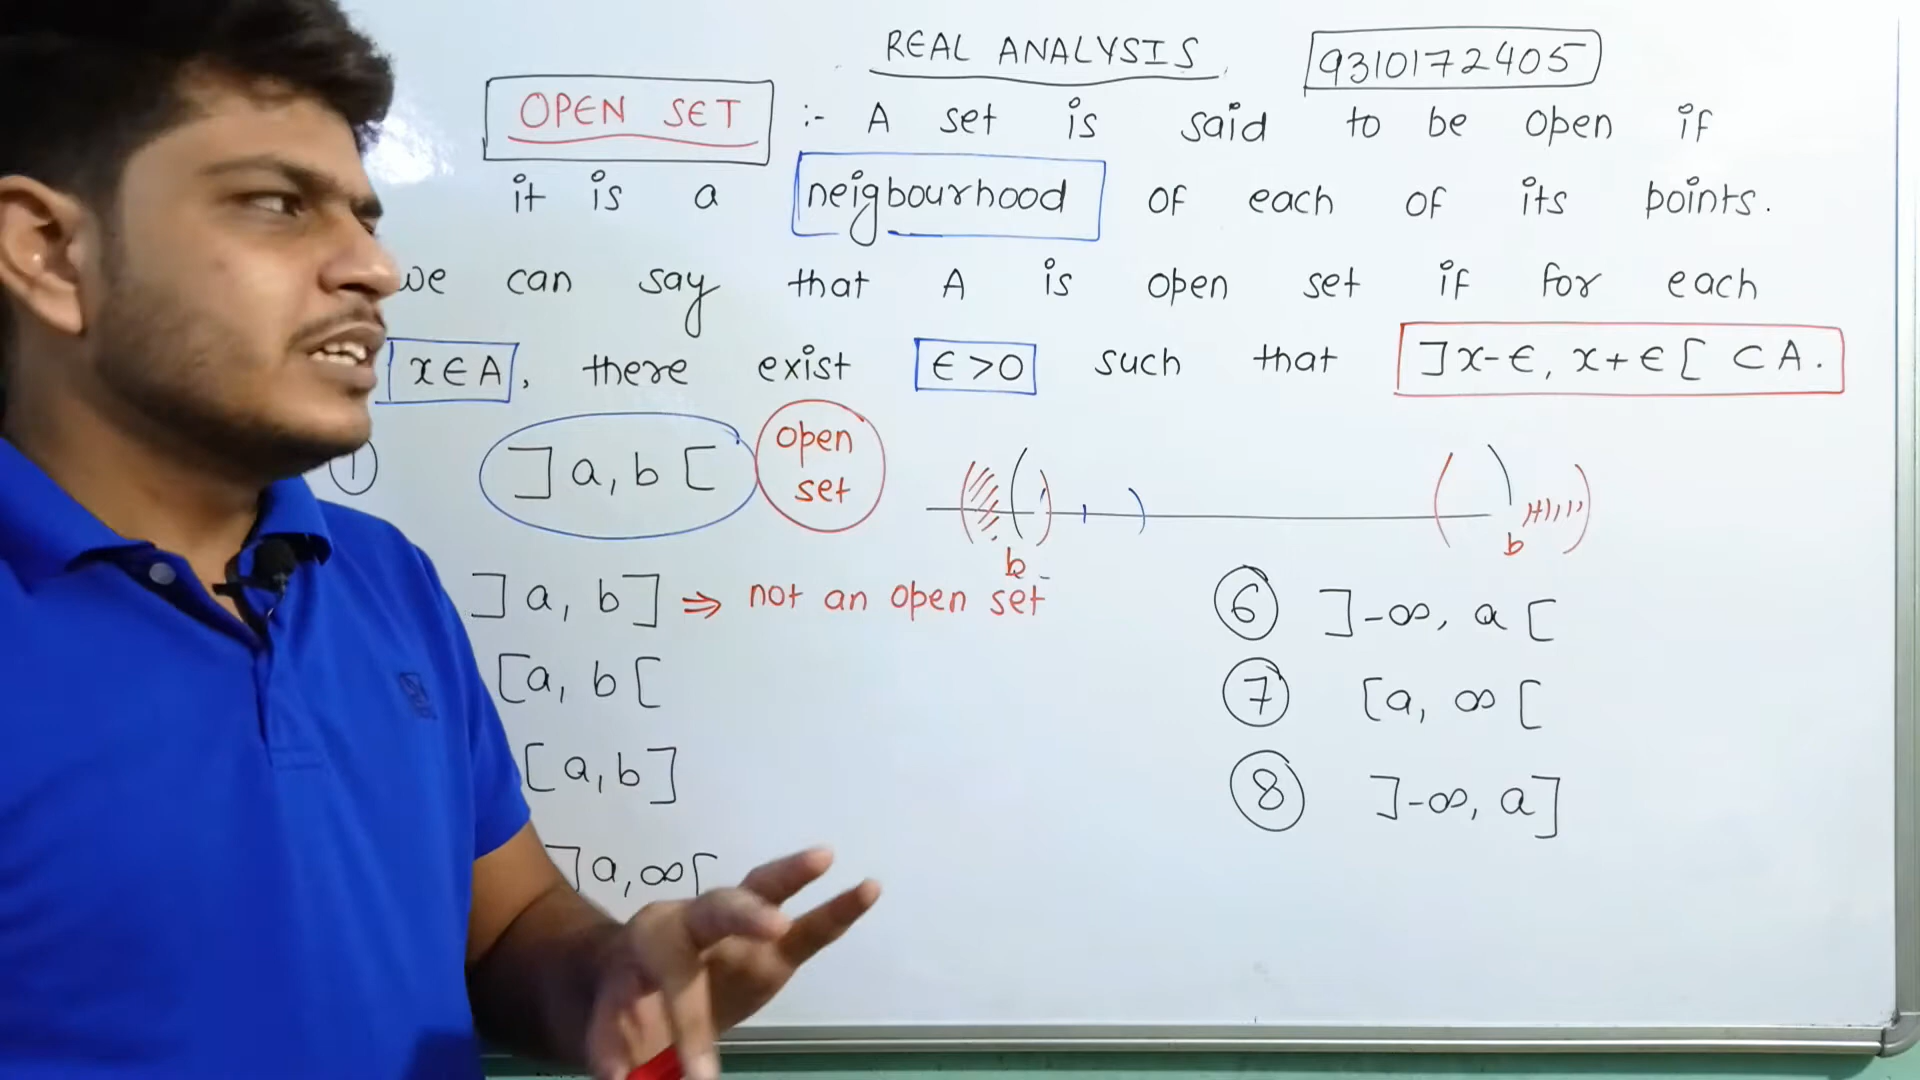 REAL ANALYSIS
9310172405
OPEN SET :- A set is said to be open if
it is a neigbourhood of each of its points.
we can say that A is open set if for each
x∈A, there exist ∈>0 such that ]x-∈, x+∈[ ⊂A.
① ]a,b[ open set
b
b
]a, b] ⇒ not an open set
[a, b[
[a,b]
]a,∞[
⑥ ]-∞, a[
⑦ [a, ∞[
⑧ ]-∞, a]